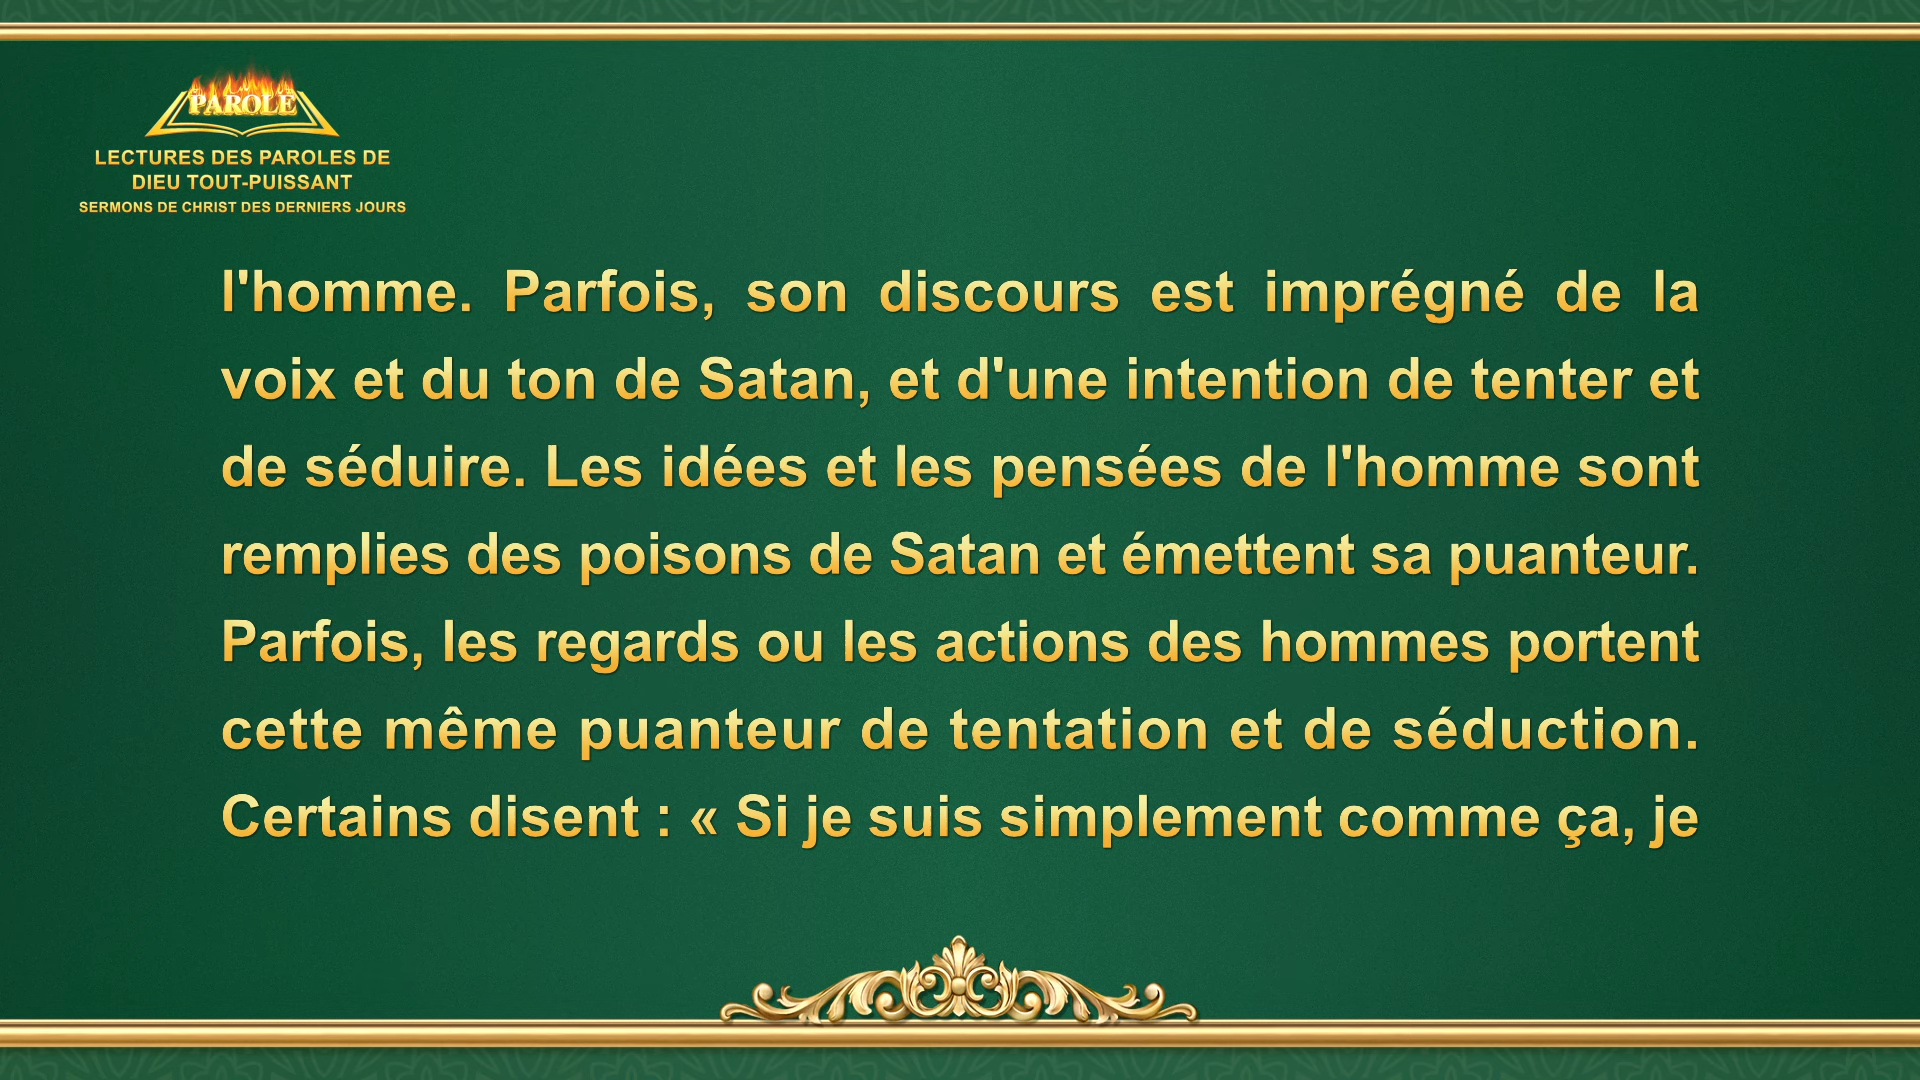 PAROLE
LECTURES DES PAROLES DE
DIEU TOUT-PUISSANT
SERMONS DE CHRIST DES DERNIERS JOURS
l'homme. Parfois, son discours est imprégné de la
voix et du ton de Satan, et d'une intention de tenter et
de séduire. Les idées et les pensées de l'homme sont
remplies des poisons de Satan et émettent sa puanteur.
Parfois, les regards ou les actions des hommes portent
cette même puanteur de tentation et de séduction.
Certains disent : « Si je suis simplement comme ça, je